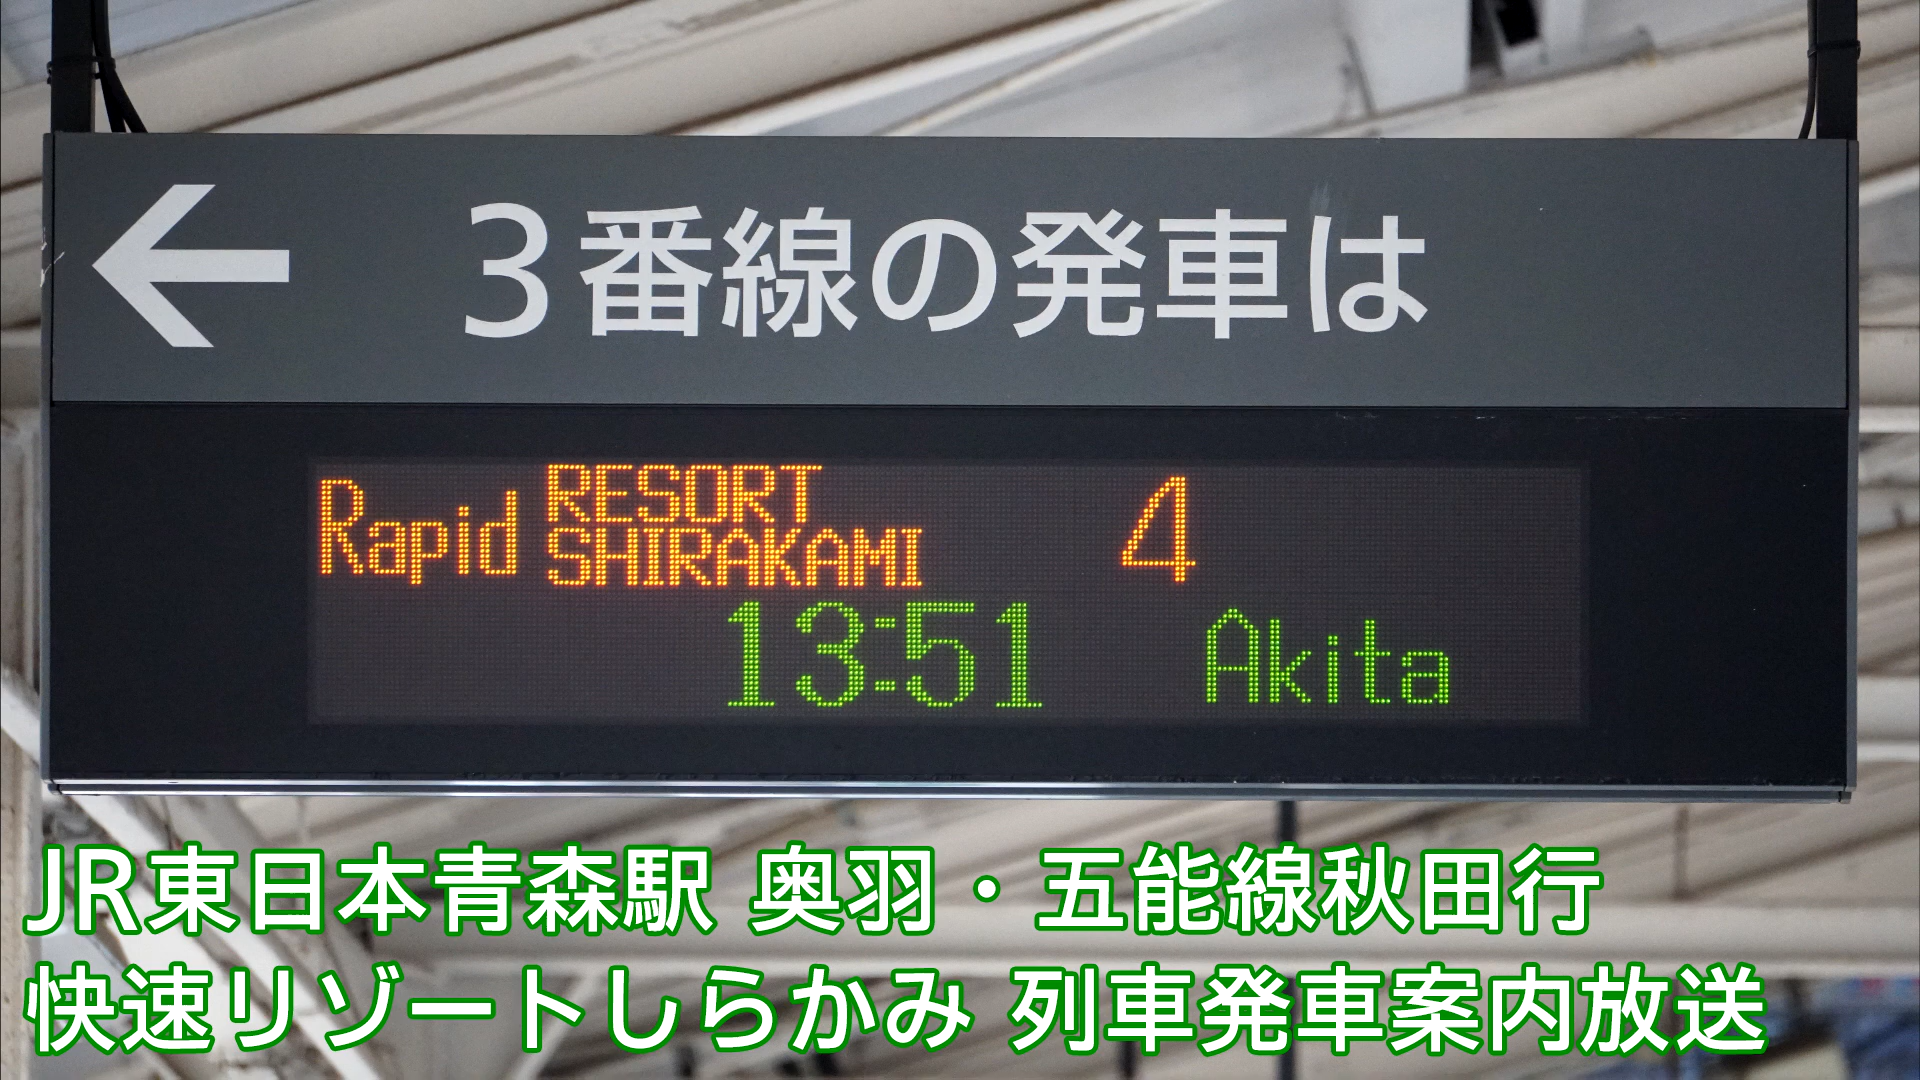 ← 3番線の発車は
Rapid RESORT SHIRAKAMI 4
13:51 Akita
JR東日本青森駅 奥羽・五能線秋田行
快速リゾートしらかみ 列車発車案内放送